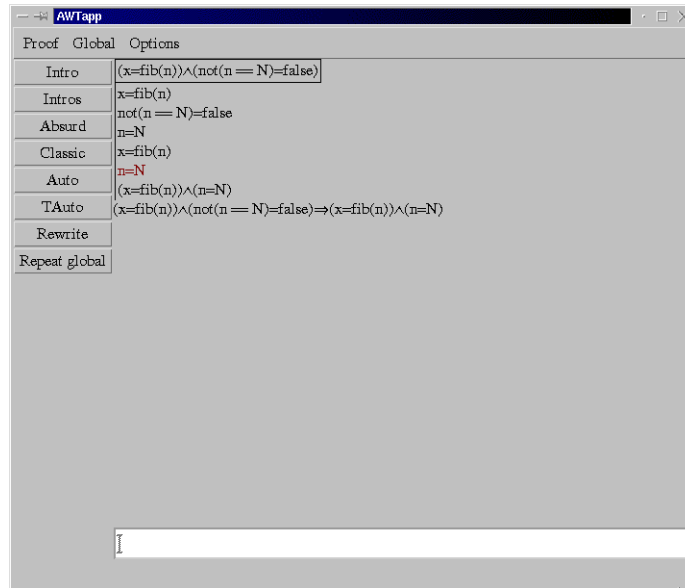 AWTapp
Proof Global Options
Intro
Intros
Absurd
Classic
Auto
TAuto
Rewrite
Repeat global
(x=fib(n))∧(not(n == N)=false)
x=fib(n)
not(n == N)=false
n=N
x=fib(n)
n=N
(x=fib(n))∧(n=N)
(x=fib(n))∧(not(n == N)=false)⇒(x=fib(n))∧(n=N)